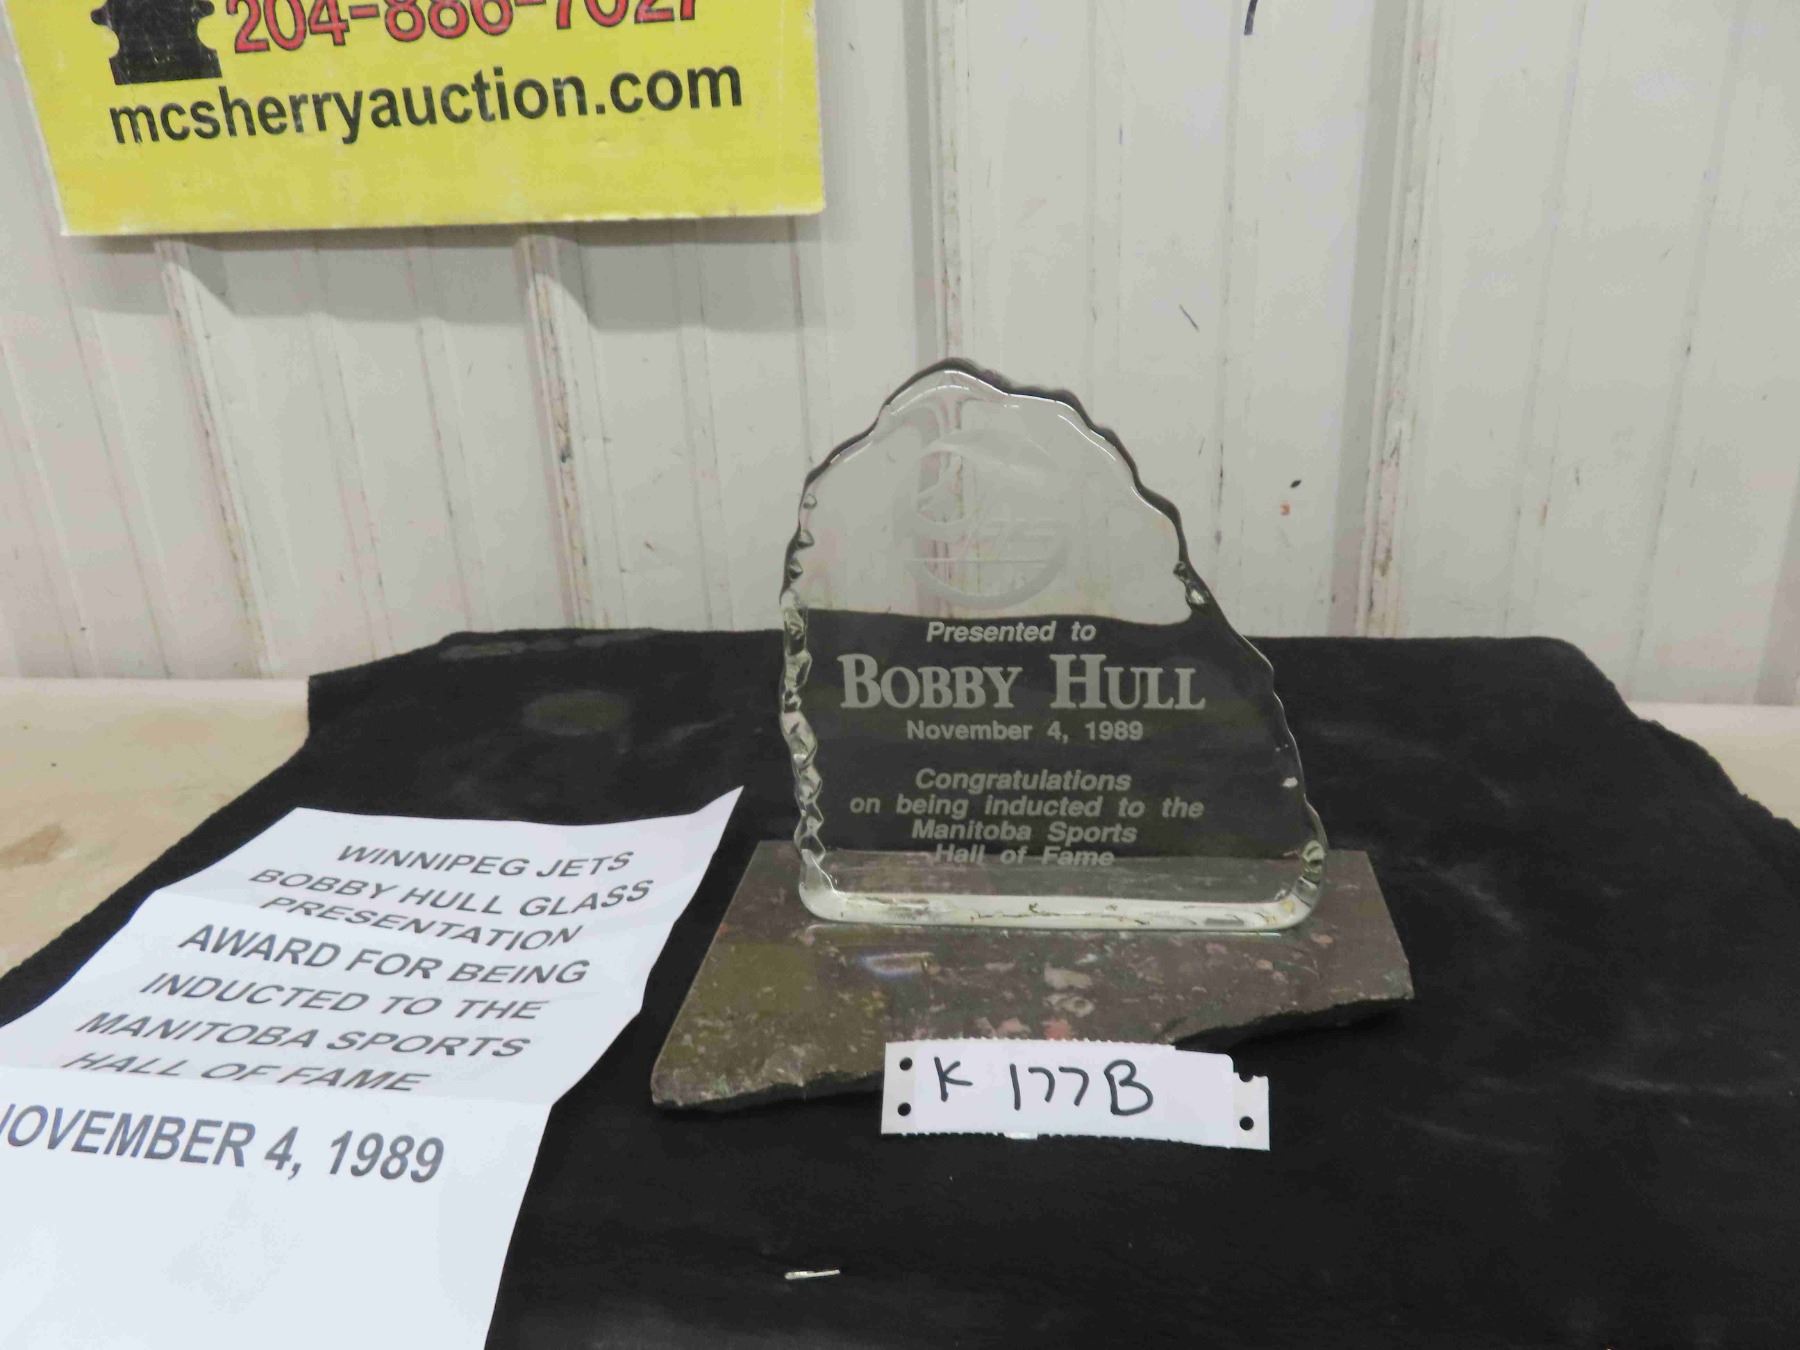 204-886-7027
mcsherryauction.com
Presented to
BOBBY HULL
November 4, 1989
Congratulations
on being inducted to the
Manitoba Sports
Hall of Fame
WINNIPEG JETS
BOBBY HULL GLASS
PRESENTATION
AWARD FOR BEING
INDUCTED TO THE
MANITOBA SPORTS
HALL OF FAME
NOVEMBER 4, 1989
K 177B